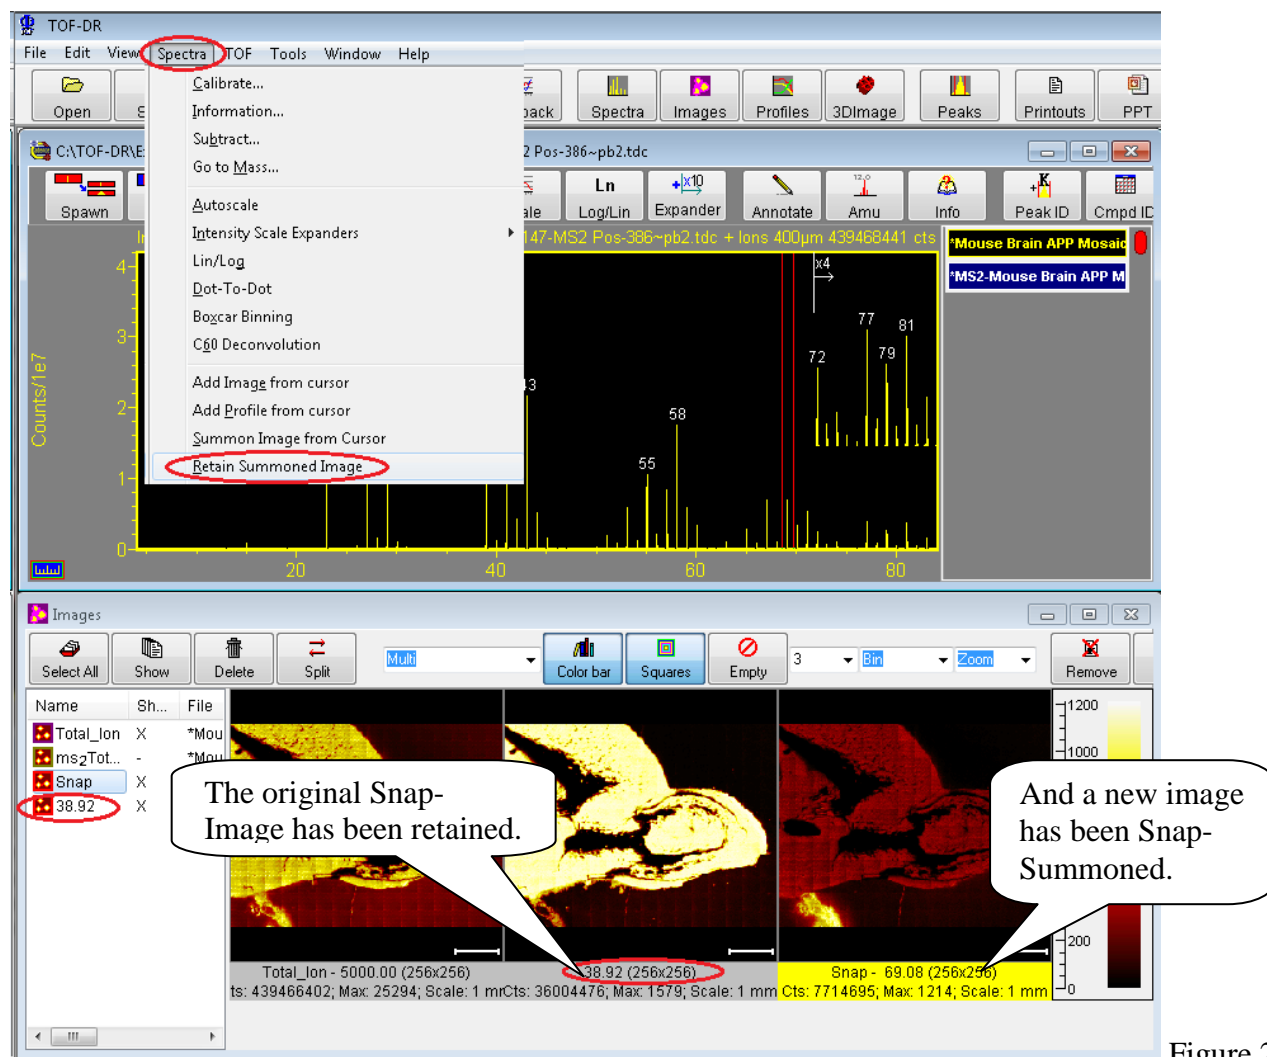 TOF-DR
File Edit View Spectra TOF Tools Window Help
Open Spectra Images Profiles 3DImage Peaks Printouts PPT
Calibrate...
Information...
Subtract...
Go to Mass...
Autoscale
Intensity Scale Expanders
Lin/Log
Dot-To-Dot
Boxcar Binning
C60 Deconvolution
Add Image from cursor
Add Profile from cursor
Summon Image from Cursor
Retain Summoned Image
C:\TOF-DR\E 2 Pos-386~pb2.tdc
Spawn Ln Log/Lin x10 Expander Annotate 12.0 Amu Info K Peak ID Cmpd ID
147-MS2 Pos-386~pb2.tdc + Ions 400µm 439468441 cts
*Mouse Brain APP Mosaic
*MS2-Mouse Brain APP M
x4
Counts/1e7
4
3
2
1
0
20 40 60 80
55 58 72 77 79 81
Images
Select All Show Delete Split Multi Color bar Squares Empty 3 Bin Zoom Remove
Name Sh... File
Total_Ion X *Mou
ms2Tot... - *Mou
Snap X
38.92 X
The original Snap-
Image has been retained.
And a new image
has been Snap-
Summoned.
1200
1000
200
0
Total_Ion - 5000.00 (256x256)
ts: 439466402; Max: 25294; Scale: 1 mr
38.92 (256x256)
Cts: 36004476; Max: 1579; Scale: 1 mm
Snap - 69.08 (256x256)
Cts: 7714695; Max: 1214; Scale: 1 mm
Figure